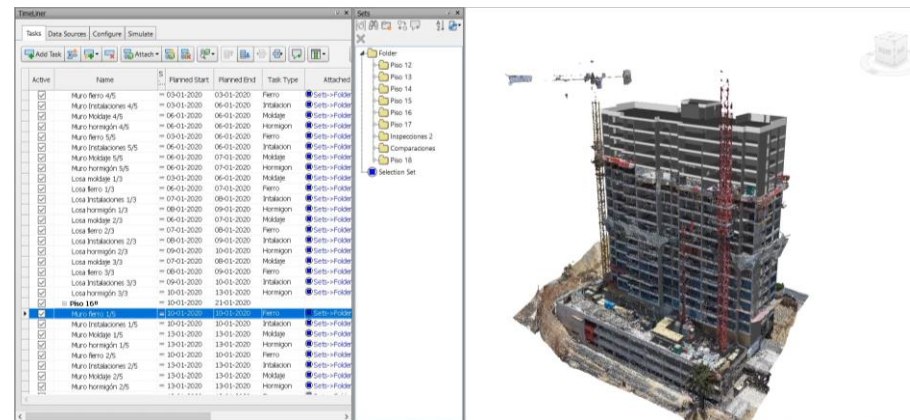 TimeLiner
Tasks Data Sources Configure Simulate
Add Task Attach
Active Name S... Planned Start Planned End Task Type Attached
Muro fierro 4/5 03-01-2020 03-01-2020 Fierro Sets->Folder
Muro Instalaciones 4/5 03-01-2020 06-01-2020 Intalacion Sets->Folder
Muro Moldaje 4/5 06-01-2020 06-01-2020 Moldaje Sets->Folder
Muro hormigón 4/5 06-01-2020 06-01-2020 Hormigon Sets->Folder
Muro fierro 5/5 03-01-2020 06-01-2020 Fierro Sets->Folder
Muro Instalaciones 5/5 06-01-2020 06-01-2020 Intalacion Sets->Folder
Muro Moldaje 5/5 06-01-2020 07-01-2020 Moldaje Sets->Folder
Muro hormigón 5/5 06-01-2020 07-01-2020 Hormigon Sets->Folder
Losa moldaje 1/3 03-01-2020 06-01-2020 Moldaje Sets->Folder
Losa fierro 1/3 06-01-2020 07-01-2020 Fierro Sets->Folder
Losa Instalaciones 1/3 07-01-2020 08-01-2020 Intalacion Sets->Folder
Losa hormigón 1/3 08-01-2020 09-01-2020 Hormigon Sets->Folder
Losa moldaje 2/3 06-01-2020 07-01-2020 Moldaje Sets->Folder
Losa fierro 2/3 07-01-2020 08-01-2020 Fierro Sets->Folder
Losa Instalaciones 2/3 08-01-2020 09-01-2020 Intalacion Sets->Folder
Losa hormigón 2/3 09-01-2020 10-01-2020 Hormigon Sets->Folder
Losa moldaje 3/3 07-01-2020 08-01-2020 Moldaje Sets->Folder
Losa fierro 3/3 08-01-2020 09-01-2020 Fierro Sets->Folder
Losa Instalaciones 3/3 09-01-2020 10-01-2020 Intalacion Sets->Folder
Losa hormigón 3/3 10-01-2020 13-01-2020 Hormigon Sets->Folder
Piso 16º 10-01-2020 21-01-2020
Muro fierro 1/5 10-01-2020 10-01-2020 Fierro Sets->Folder
Muro Instalaciones 1/5 10-01-2020 13-01-2020 Intalacion Sets->Folder
Muro Moldaje 1/5 13-01-2020 13-01-2020 Moldaje Sets->Folder
Muro hormigón 1/5 13-01-2020 13-01-2020 Hormigon Sets->Folder
Muro fierro 2/5 10-01-2020 10-01-2020 Fierro Sets->Folder
Muro Instalaciones 2/5 13-01-2020 13-01-2020 Intalacion Sets->Folder
Muro Moldaje 2/5 13-01-2020 13-01-2020 Moldaje Sets->Folder
Muro hormigón 2/5 13-01-2020 13-01-2020 Hormigon Sets->Folder
Sets
Folder
Piso 12
Piso 13
Piso 14
Piso 15
Piso 16
Piso 17
Inspecciones 2
Comparaciones
Piso 18
Selection Set